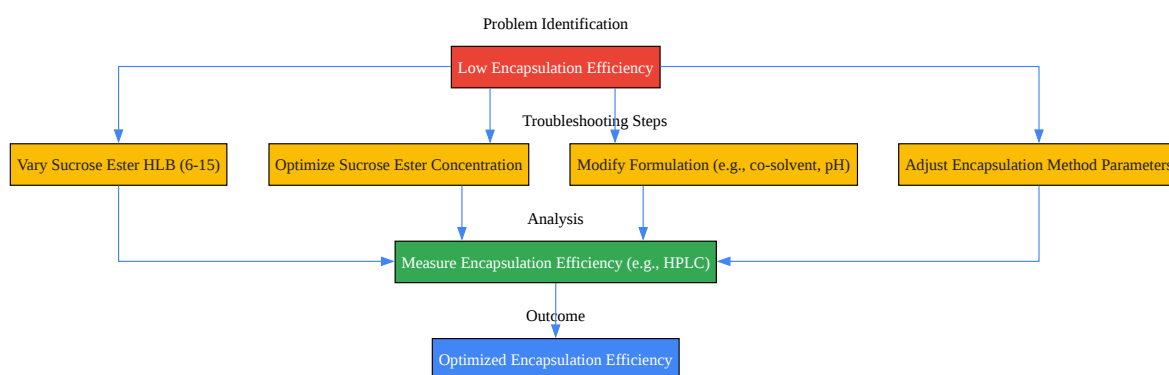 Problem Identification
Low Encapsulation Efficiency
Troubleshooting Steps
Vary Sucrose Ester HLB (6-15)
Optimize Sucrose Ester Concentration
Modify Formulation (e.g., co-solvent, pH)
Adjust Encapsulation Method Parameters
Analysis
Measure Encapsulation Efficiency (e.g., HPLC)
Outcome
Optimized Encapsulation Efficiency